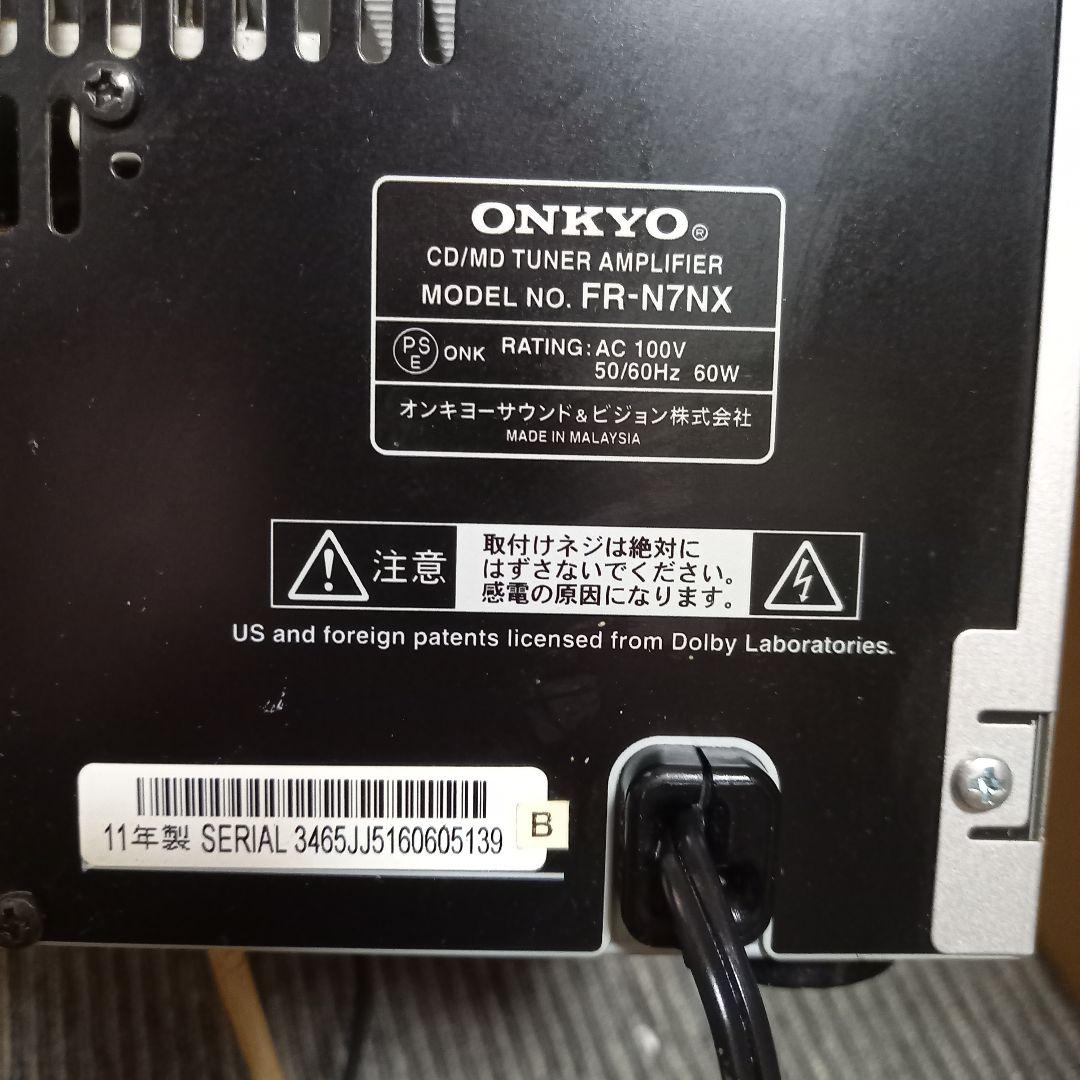 ONKYO®
CD/MD TUNER AMPLIFIER
MODEL NO. FR-N7NX
PSE ONK RATING: AC 100V
50/60Hz 60W
オンキヨーサウンド&ビジョン株式会社
MADE IN MALAYSIA
注意
取付けネジは絶対に
はずさないでください。
感電の原因になります。
US and foreign patents licensed from Dolby Laboratories.
11年製 SERIAL 3465JJ5160605139
B